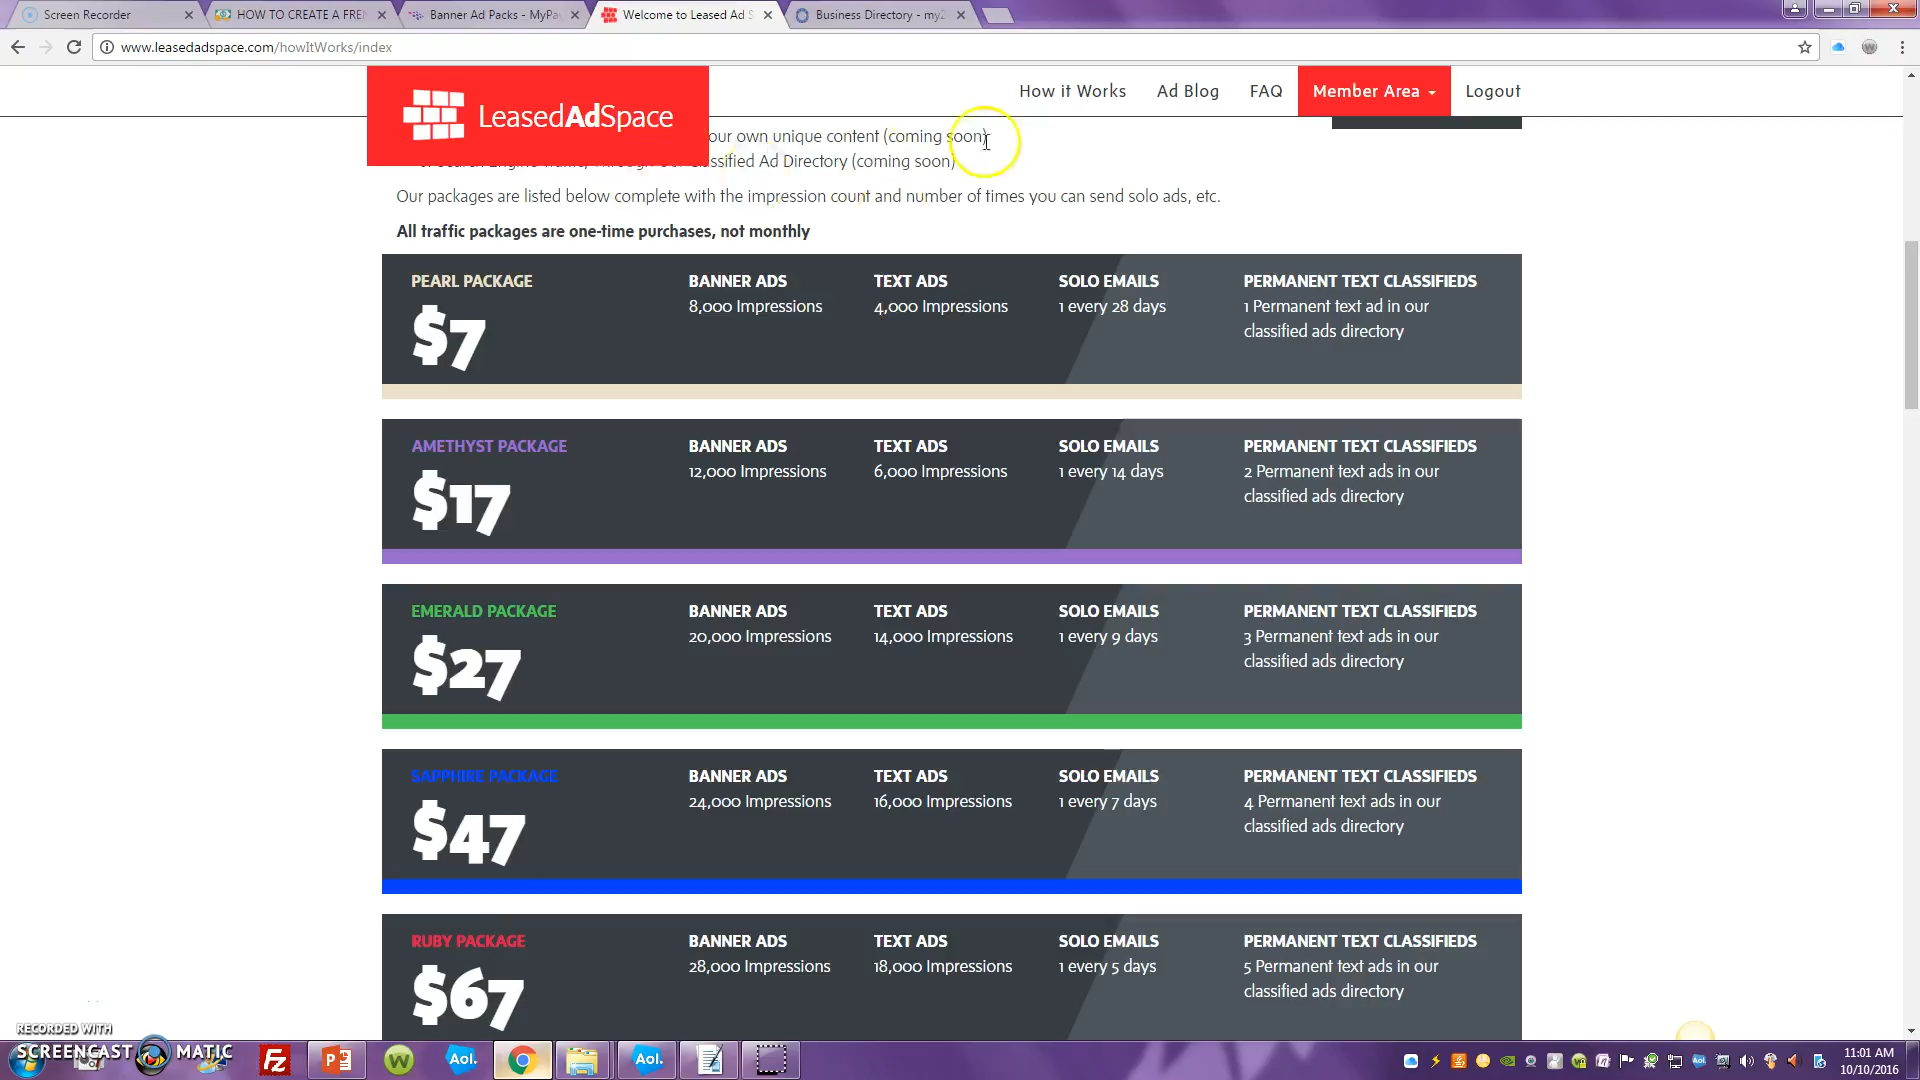 Screen Recorder
HOW TO CREATE A FRE
Banner Ad Packs - MyPa
Welcome to Leased Ad S
Business Directory - my2
www.leasedadspace.com/howItWorks/index
LeasedAdSpace
How it Works
Ad Blog
FAQ
Member Area
Logout
our own unique content (coming soon)
Classified Ad Directory (coming soon)
Our packages are listed below complete with the impression count and number of times you can send solo ads, etc.
All traffic packages are one-time purchases, not monthly
PEARL PACKAGE
$7
BANNER ADS
8,000 Impressions
TEXT ADS
4,000 Impressions
SOLO EMAILS
1 every 28 days
PERMANENT TEXT CLASSIFIEDS
1 Permanent text ad in our
classified ads directory
AMETHYST PACKAGE
$17
BANNER ADS
12,000 Impressions
TEXT ADS
6,000 Impressions
SOLO EMAILS
1 every 14 days
PERMANENT TEXT CLASSIFIEDS
2 Permanent text ads in our
classified ads directory
EMERALD PACKAGE
$27
BANNER ADS
20,000 Impressions
TEXT ADS
14,000 Impressions
SOLO EMAILS
1 every 9 days
PERMANENT TEXT CLASSIFIEDS
3 Permanent text ads in our
classified ads directory
SAPPHIRE PACKAGE
$47
BANNER ADS
24,000 Impressions
TEXT ADS
16,000 Impressions
SOLO EMAILS
1 every 7 days
PERMANENT TEXT CLASSIFIEDS
4 Permanent text ads in our
classified ads directory
RUBY PACKAGE
$67
BANNER ADS
28,000 Impressions
TEXT ADS
18,000 Impressions
SOLO EMAILS
1 every 5 days
PERMANENT TEXT CLASSIFIEDS
5 Permanent text ads in our
classified ads directory
RECORDED WITH
SCREENCAST MATIC
Aol.
Aol.
11:01 AM
10/10/2016